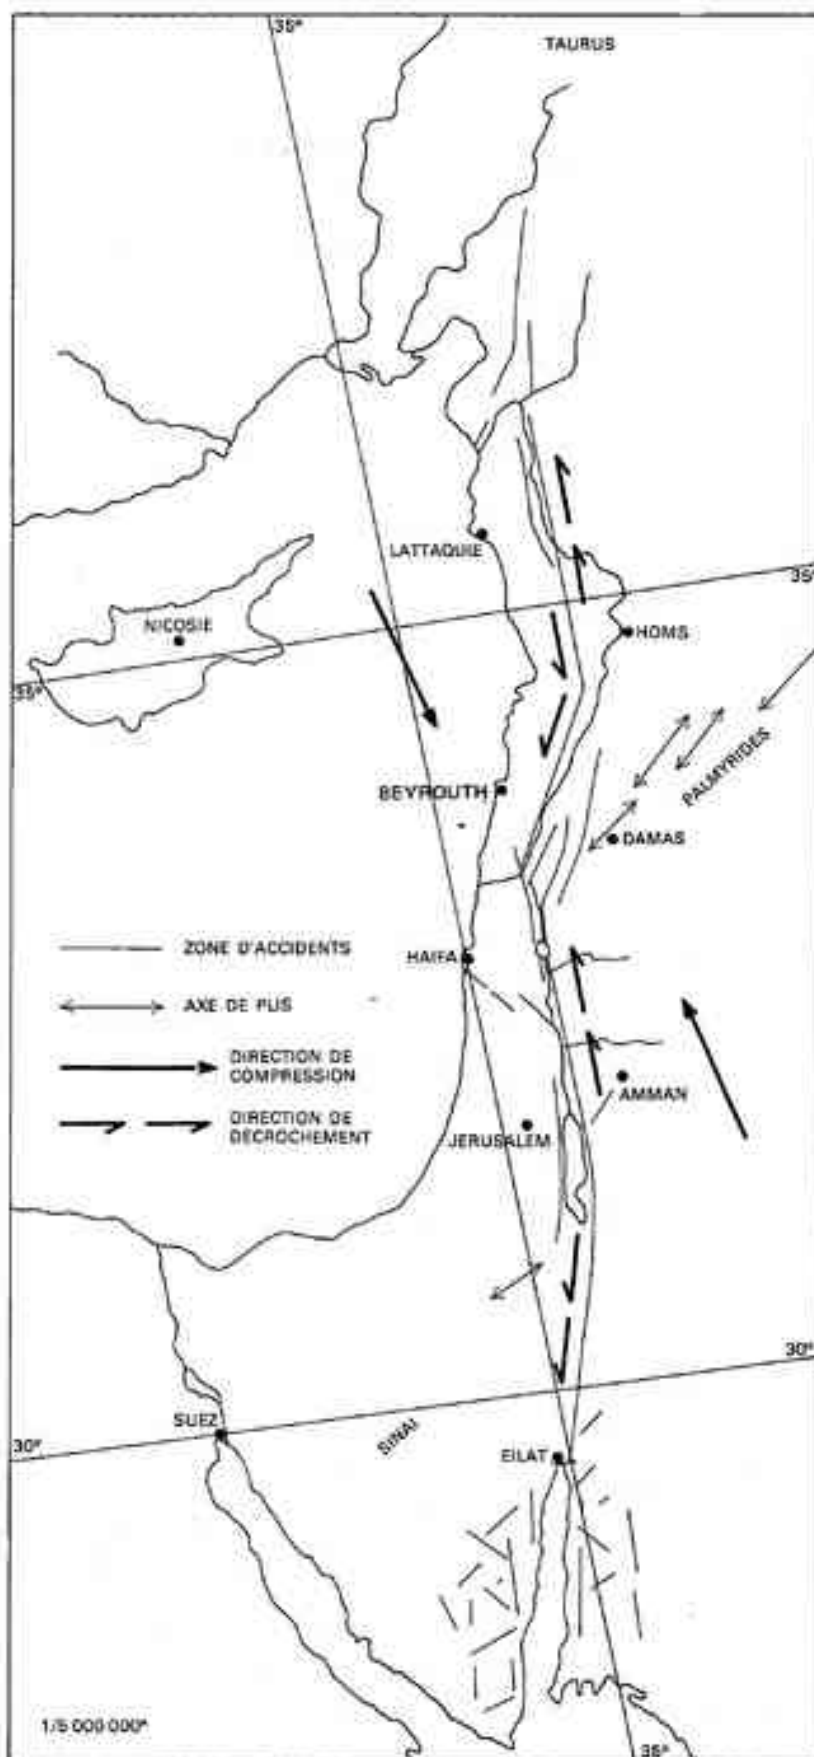 35°
TAURUS
LATTAQUIE
35°
NICOSIE
HOMS
35°
PALMYRIDES
BEYROUTH
DAMAS
ZONE D'ACCIDENTS
HAIFA
AXE DE PLIS
DIRECTION DE
COMPRESSION
AMMAN
DIRECTION DE
DECROCHEMENT
JERUSALEM
30°
SUEZ
SINAI
30°
EILAT
1/5 000 000°
35°